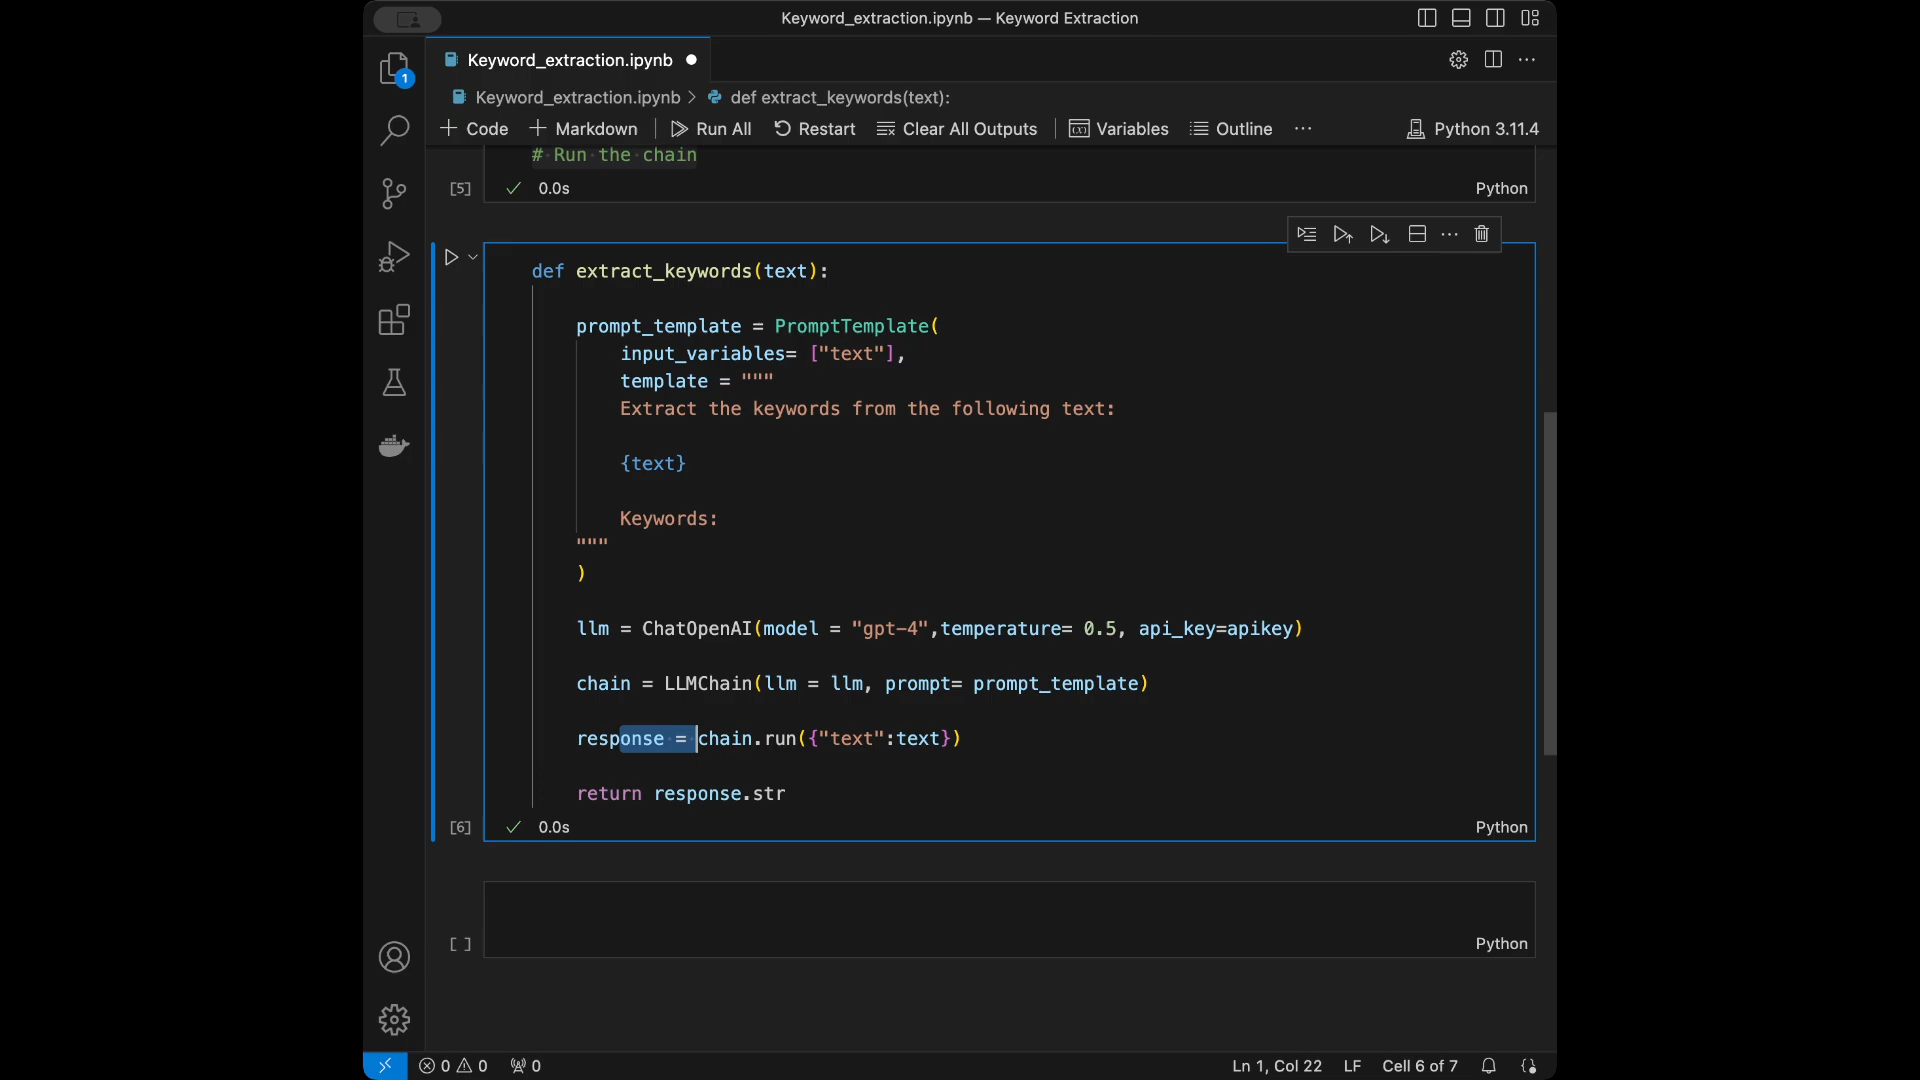 Keyword_extraction.ipynb — Keyword Extraction
Keyword_extraction.ipynb
1
Keyword_extraction.ipynb > def extract_keywords(text):
+ Code + Markdown Run All Restart Clear All Outputs Variables Outline ... Python 3.11.4
# Run the chain
[5] 0.0s Python
def extract_keywords(text):
prompt_template = PromptTemplate(
input_variables= ["text"],
template = """
Extract the keywords from the following text:
{text}
Keywords:
"""
)
llm = ChatOpenAI(model = "gpt-4",temperature= 0.5, api_key=apikey)
chain = LLMChain(llm = llm, prompt= prompt_template)
response = chain.run({"text":text})
return response.str
[6] 0.0s Python
[ ] Python
0 0 0 Ln 1, Col 22 LF Cell 6 of 7